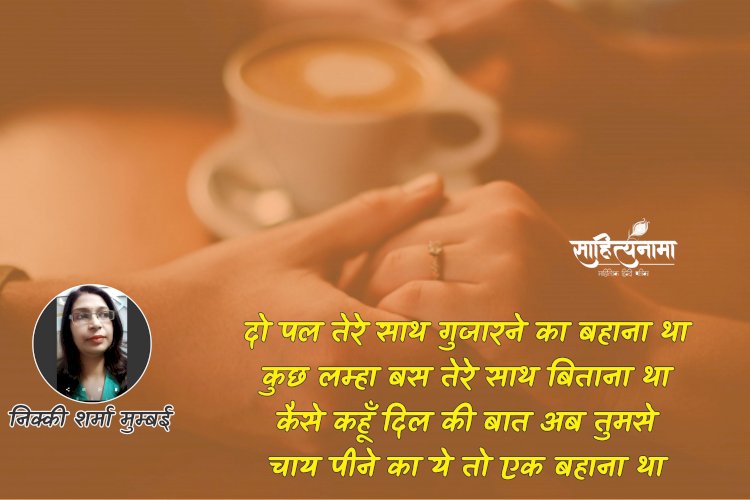 साहित्यनामा
दो पल तेरे साथ गुजारने का बहाना था
कुछ लम्हा बस तेरे साथ बिताना था
कैसे कहूँ दिल की बात अब तुमसे
चाय पीने का ये तो एक बहाना था
निक्की शर्मा मुम्बई